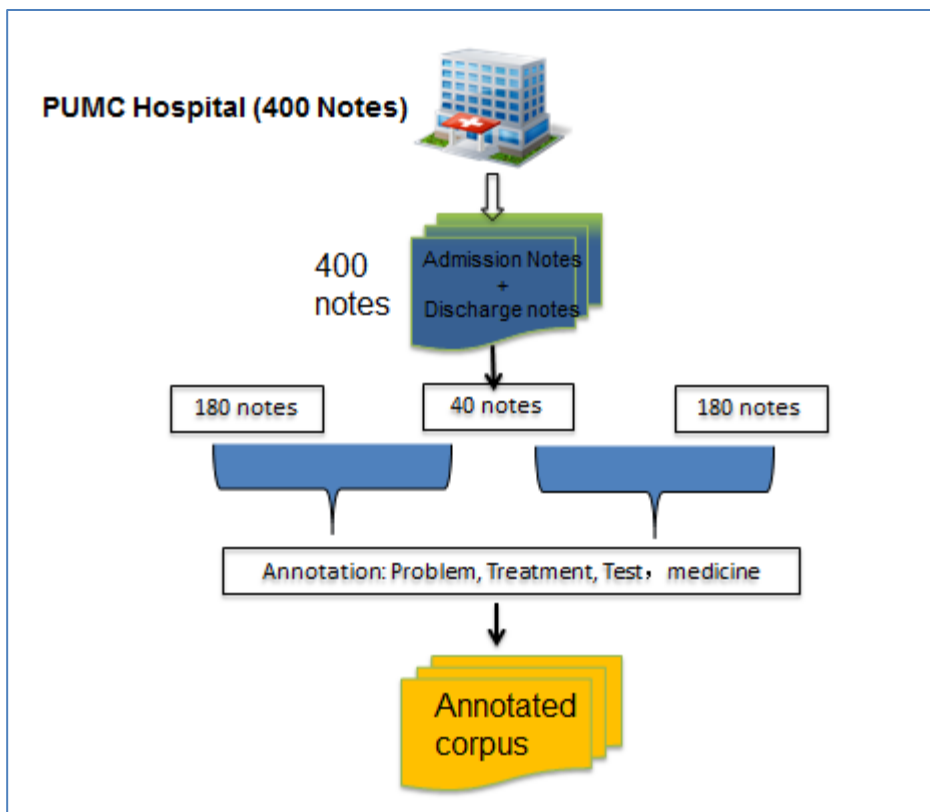 PUMC Hospital (400 Notes)
400
notes
Admission Notes
+
Discharge notes
180 notes
40 notes
180 notes
Annotation: Problem, Treatment, Test，medicine
Annotated
corpus